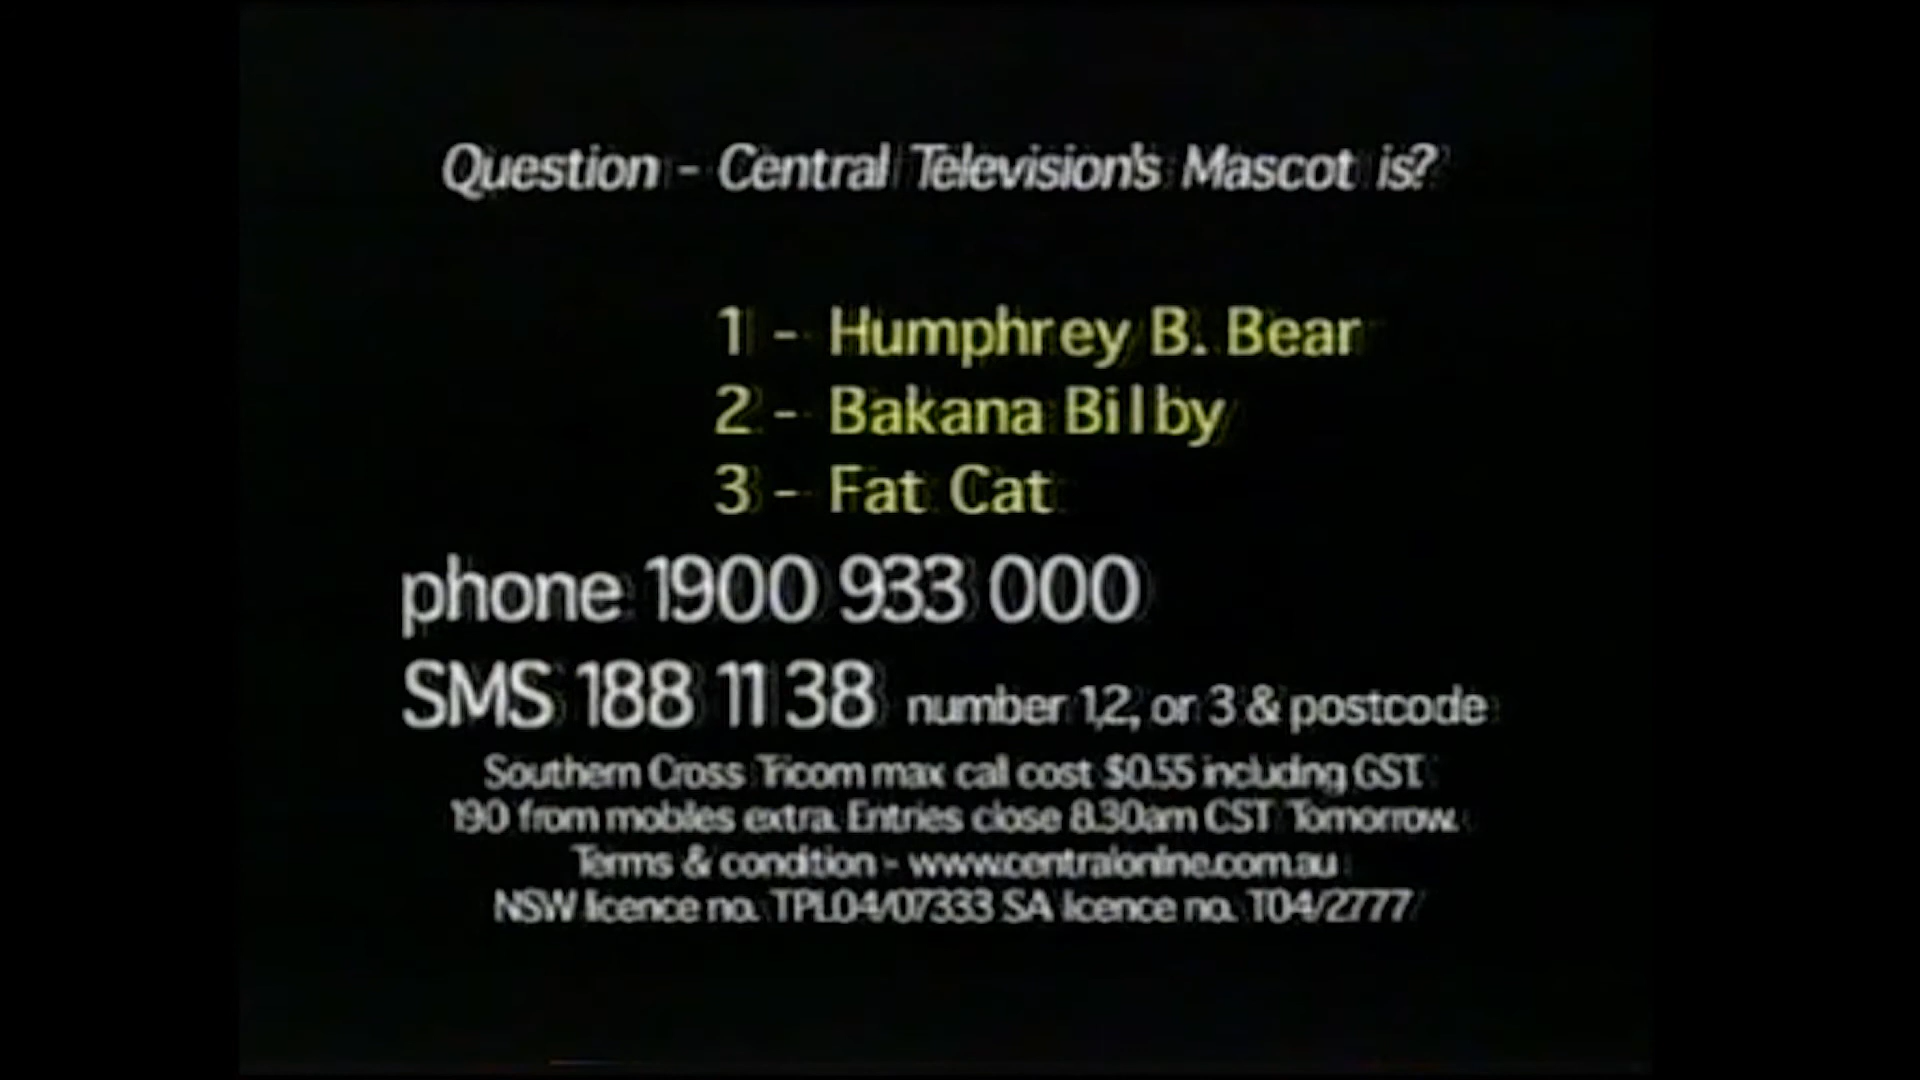 Question - Central Television's Mascot is?
1 - Humphrey B. Bear
2 - Bakana Bilby
3 - Fat Cat
phone 1900 933 000
SMS 188 11 38 number 1,2, or 3 & postcode
Southern Cross Tricom max call cost $0.55 including GST
190 from mobiles extra. Entries close 8.30am CST Tomorrow.
Terms & condition - www.centralonline.com.au
NSW licence no. TPL04/07333 SA licence no. T04/2777